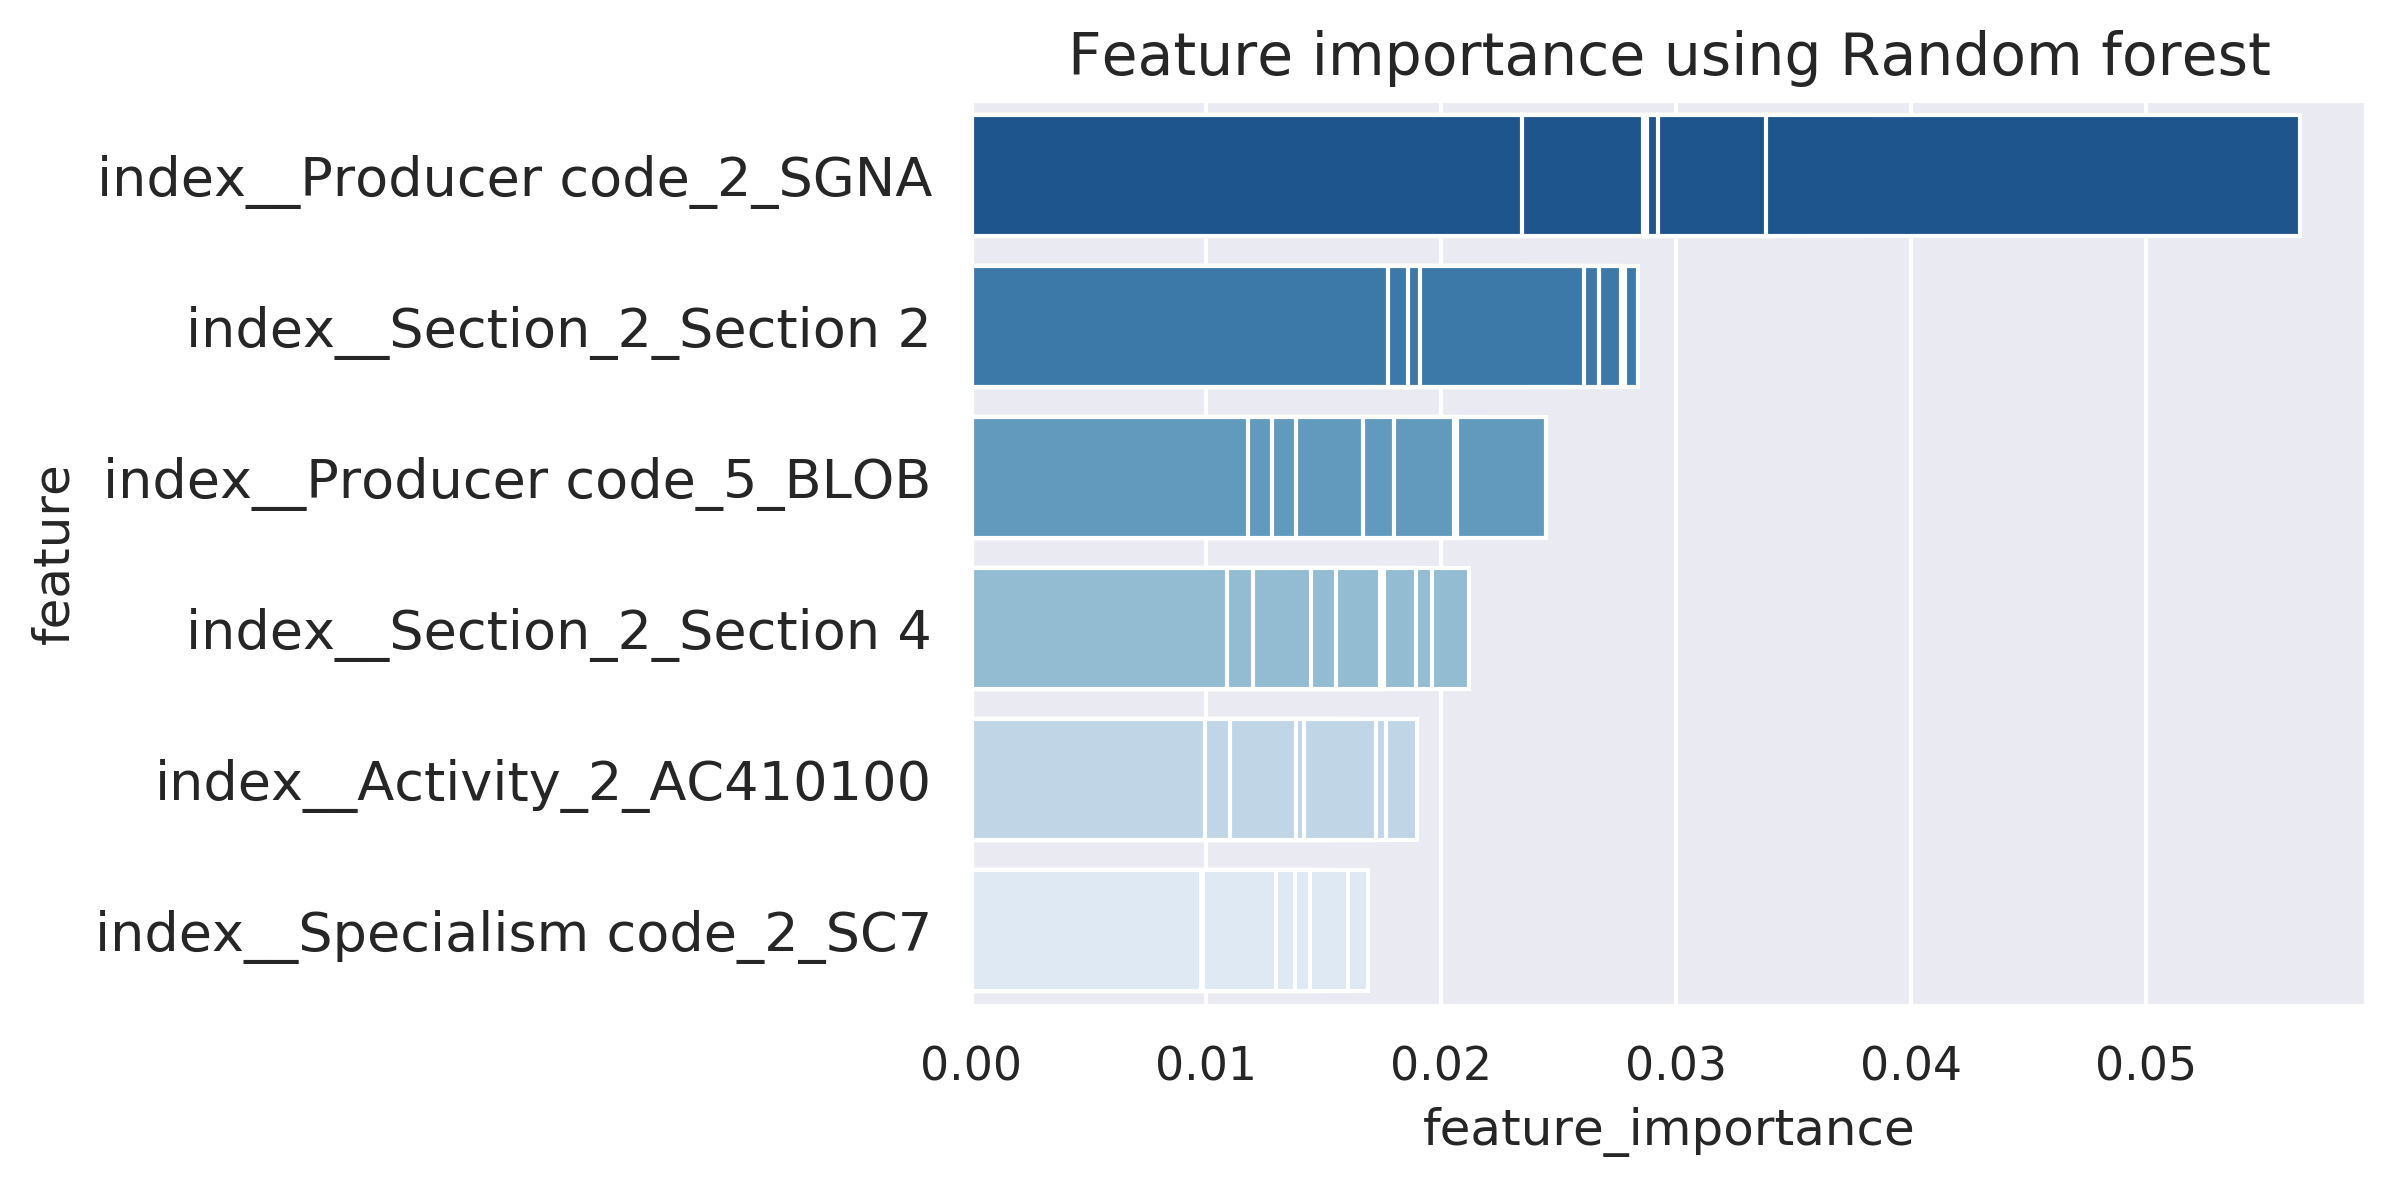 Feature importance using Random forest
index__Producer code_2_SGNA
index__Section_2_Section 2
index__Producer code_5_BLOB
index__Section_2_Section 4
index__Activity_2_AC410100
index__Specialism code_2_SC7
feature
0.00 0.01 0.02 0.03 0.04 0.05
feature_importance